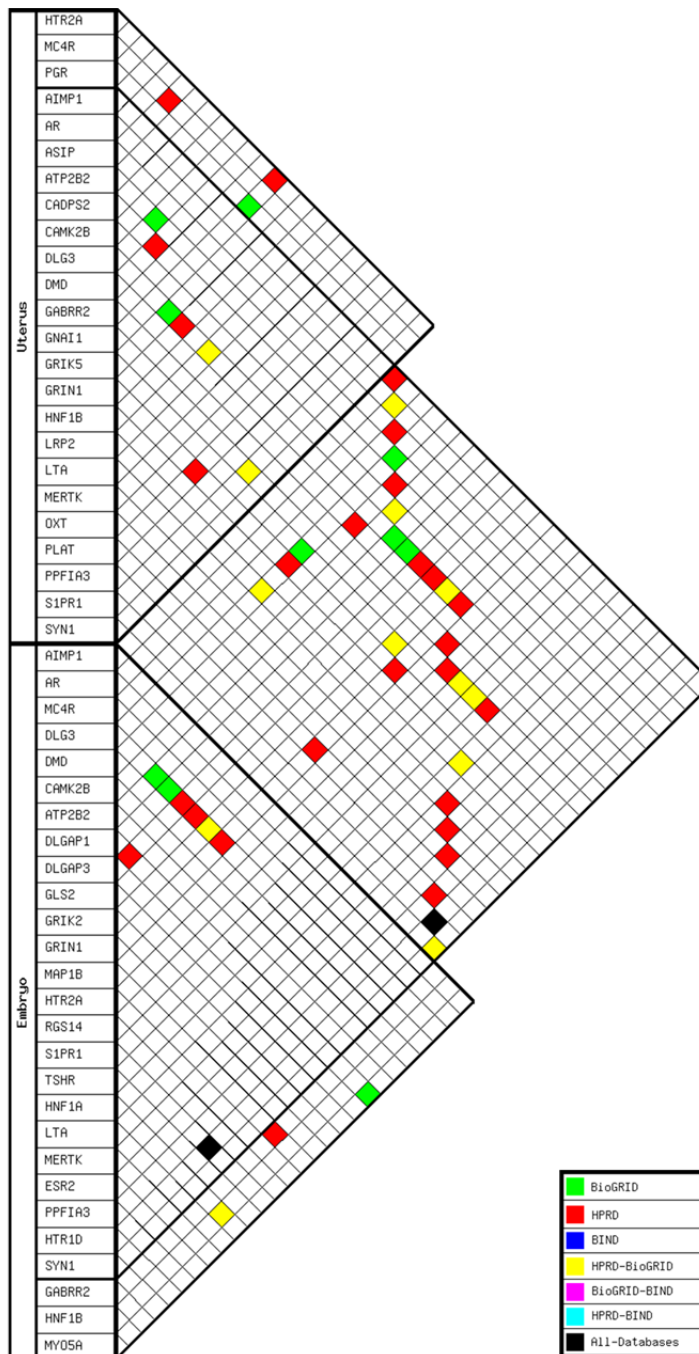 Uterus
HTR2A
MC4R
PGR
AIMP1
AR
ASIP
ATP2B2
CADPS2
CAMK2B
DLG3
DMD
GABRR2
GNAI1
GRIK5
GRIN1
HNF1B
LRP2
LTA
MERTK
OXT
PLAT
PPFIA3
S1PR1
SYN1
Embryo
AIMP1
AR
MC4R
DLG3
DMD
CAMK2B
ATP2B2
DLGAP1
DLGAP3
GLS2
GRIK2
GRIN1
MAP1B
HTR2A
RGS14
S1PR1
TSHR
HNF1A
LTA
MERTK
ESR2
PPFIA3
HTR1D
SYN1
GABRR2
HNF1B
MYO5A
BioGRID
HPRD
BIND
HPRD-BioGRID
BioGRID-BIND
HPRD-BIND
All-Databases